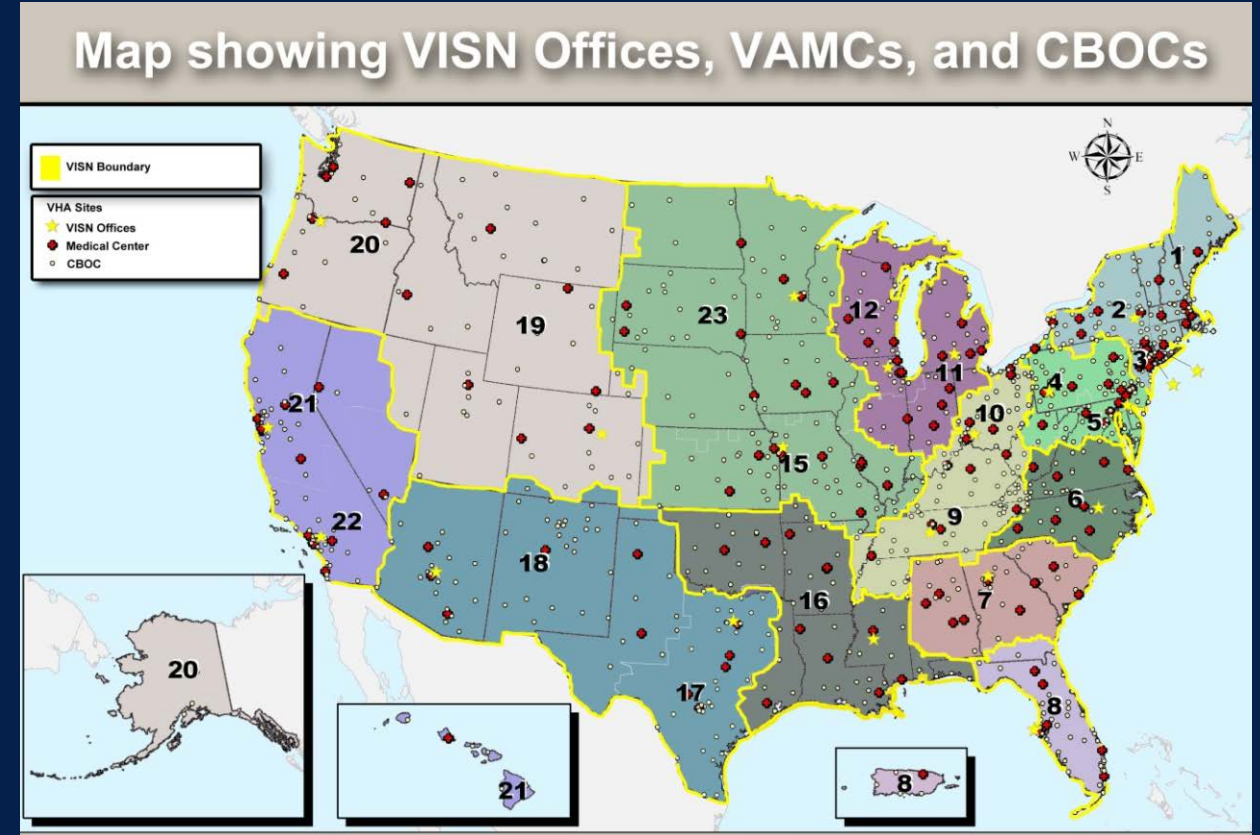 Map showing VISN Offices, VAMCs, and CBOCs
VISN Boundary
VHA Sites
VISN Offices
Medical Center
CBOC
N
W E
S
20
19
23
12
11
1
2
3
4
5
10
21
22
15
9
6
18
16
7
17
8
20
21
8